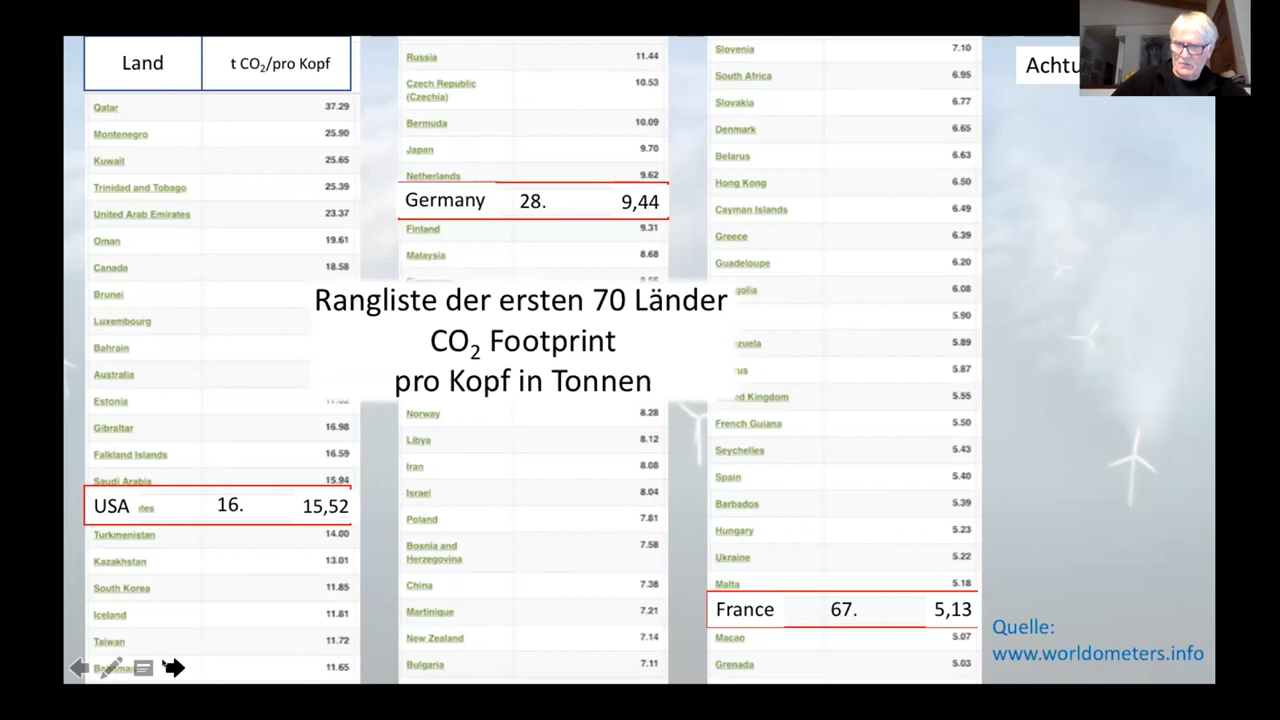 Land t CO₂/pro Kopf
Qatar 37.29
Montenegro 25.90
Kuwait 25.65
Trinidad and Tobago 25.39
United Arab Emirates 23.37
Oman 19.61
Canada 18.58
Brunei
Luxembourg
Bahrain
Australia
Estonia
Gibraltar 16.98
Falkland Islands 16.59
Saudi Arabia 15.94
USA 16. 15,52
Turkmenistan 14.00
Kazakhstan 13.01
South Korea 11.85
Iceland 11.81
Taiwan 11.72
11.65
Russia 11.44
Czech Republic 10.53
(Czechia)
Bermuda 10.09
Japan 9.70
Netherlands 9.62
Germany 28. 9,44
Finland 9.31
Malaysia 8.68
Rangliste der ersten 70 Länder
CO₂ Footprint
pro Kopf in Tonnen
Norway 8.28
Libya 8.12
Iran 8.08
Israel 8.04
Poland 7.81
Bosnia and 7.58
Herzegovina
China 7.38
Martinique 7.21
New Zealand 7.14
Bulgaria 7.11
Slovenia 7.10
South Africa 6.95
Slovakia 6.77
Denmark 6.65
Belarus 6.63
Hong Kong 6.50
Cayman Islands 6.49
Greece 6.39
Guadeloupe 6.20
golia 6.08
5.90
zuela 5.89
rus 5.87
ed Kingdom 5.55
French Guiana 5.50
Seychelles 5.43
Spain 5.40
Barbados 5.39
Hungary 5.23
Ukraine 5.22
Malta 5.18
France 67. 5,13
Macao 5.07
Grenada 5.03
Achtu
Quelle:
www.worldometers.info